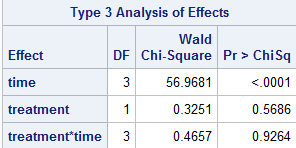 Type 3 Analysis of Effects
Effect DF Wald Chi-Square Pr > ChiSq
time 3 56.9681 <.0001
treatment 1 0.3251 0.5686
treatment*time 3 0.4657 0.9264